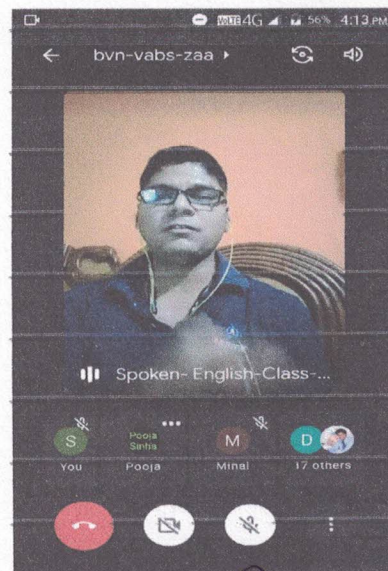 VoLTE 4G 56% 4:13 PM
bvn-vabs-zaa
Spoken- English-Class-...
S
Pooja Sinha
M
D
You
Pooja
Minal
17 others